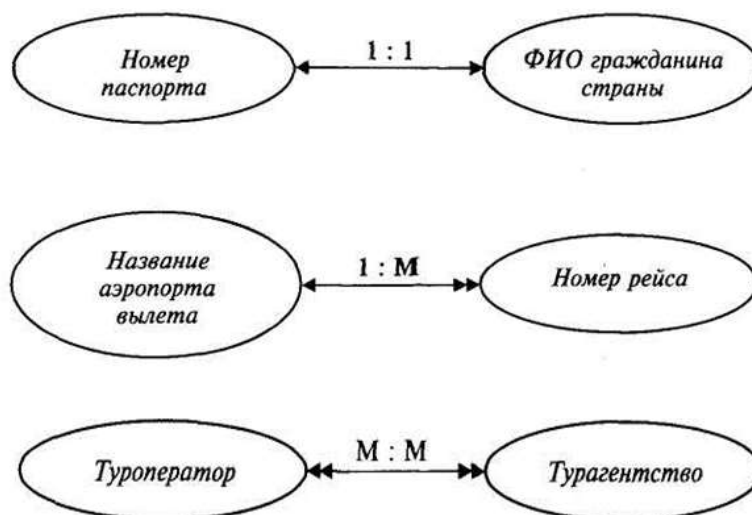 Номер
паспорта
1 : 1
ФИО гражданина
страны
Название
аэропорта
вылета
1 : М
Номер рейса
Туроператор
М : М
Турагентство